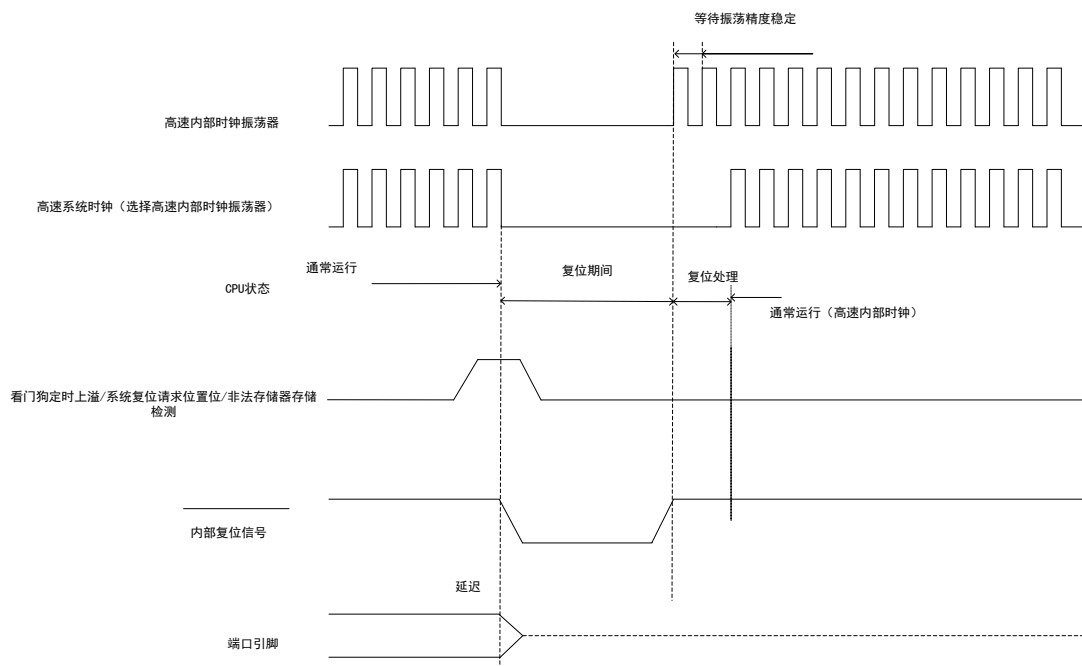 等待振荡精度稳定
高速内部时钟振荡器
高速系统时钟（选择高速内部时钟振荡器）
通常运行
复位期间
复位处理
CPU状态
通常运行（高速内部时钟）
看门狗定时上溢/系统复位请求位置位/非法存储器存储
检测
内部复位信号
延迟
端口引脚